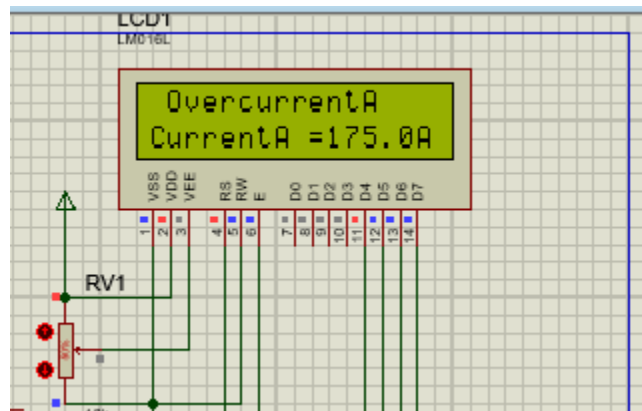 LCD1
LM016L
OvercurrentA
CurrentA =175.0A
VSS
VDD
VEE
RS
RW
E
D0
D1
D2
D3
D4
D5
D6
D7
1
2
3
4
5
6
7
8
9
10
11
12
13
14
RV1